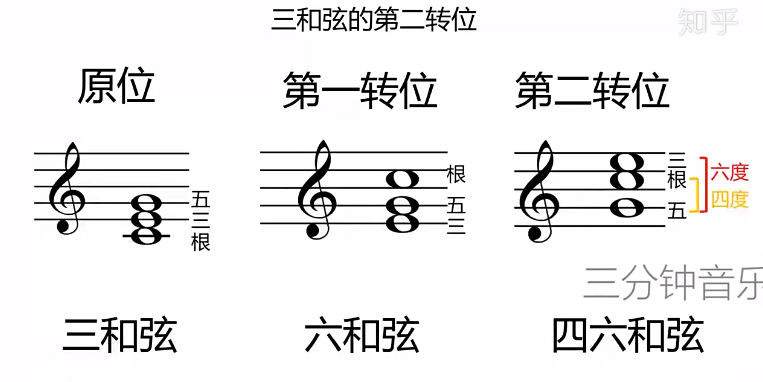 三和弦的第二转位
知乎
原位
第一转位
第二转位
五
三
根
根
五
三
三
根
五
六度
四度
三分钟音乐
三和弦
六和弦
四六和弦